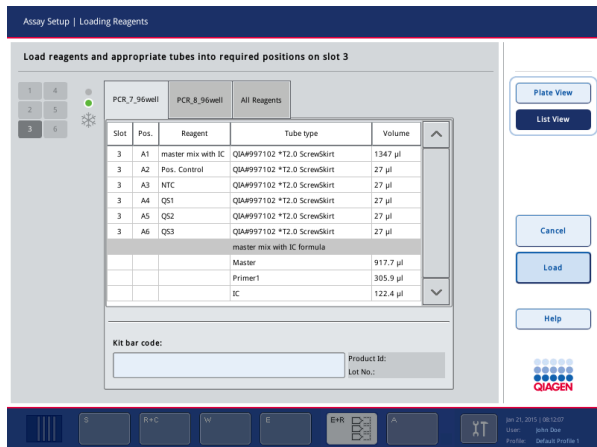 Assay Setup | Loading Reagents
Load reagents and appropriate tubes into required positions on slot 3
1 4
2 5
3 6
PCR_7_96well PCR_8_96well All Reagents
Slot Pos. Reagent Tube type Volume
3 A1 master mix with IC QIA#997102 *T2.0 ScrewSkirt 1347 µl
3 A2 Pos. Control QIA#997102 *T2.0 ScrewSkirt 27 µl
3 A3 NTC QIA#997102 *T2.0 ScrewSkirt 27 µl
3 A4 QS1 QIA#997102 *T2.0 ScrewSkirt 27 µl
3 A5 QS2 QIA#997102 *T2.0 ScrewSkirt 27 µl
3 A6 QS3 QIA#997102 *T2.0 ScrewSkirt 27 µl
master mix with IC formula
Master 917.7 µl
Primer1 305.9 µl
IC 122.4 µl
Kit bar code:
Product Id:
Lot No.:
Plate View
List View
Cancel
Load
Help
QIAGEN
S R+C W E E+R A
Jan 21, 2015 | 08:12:07
User: John Doe
Profile: Default Profile 1